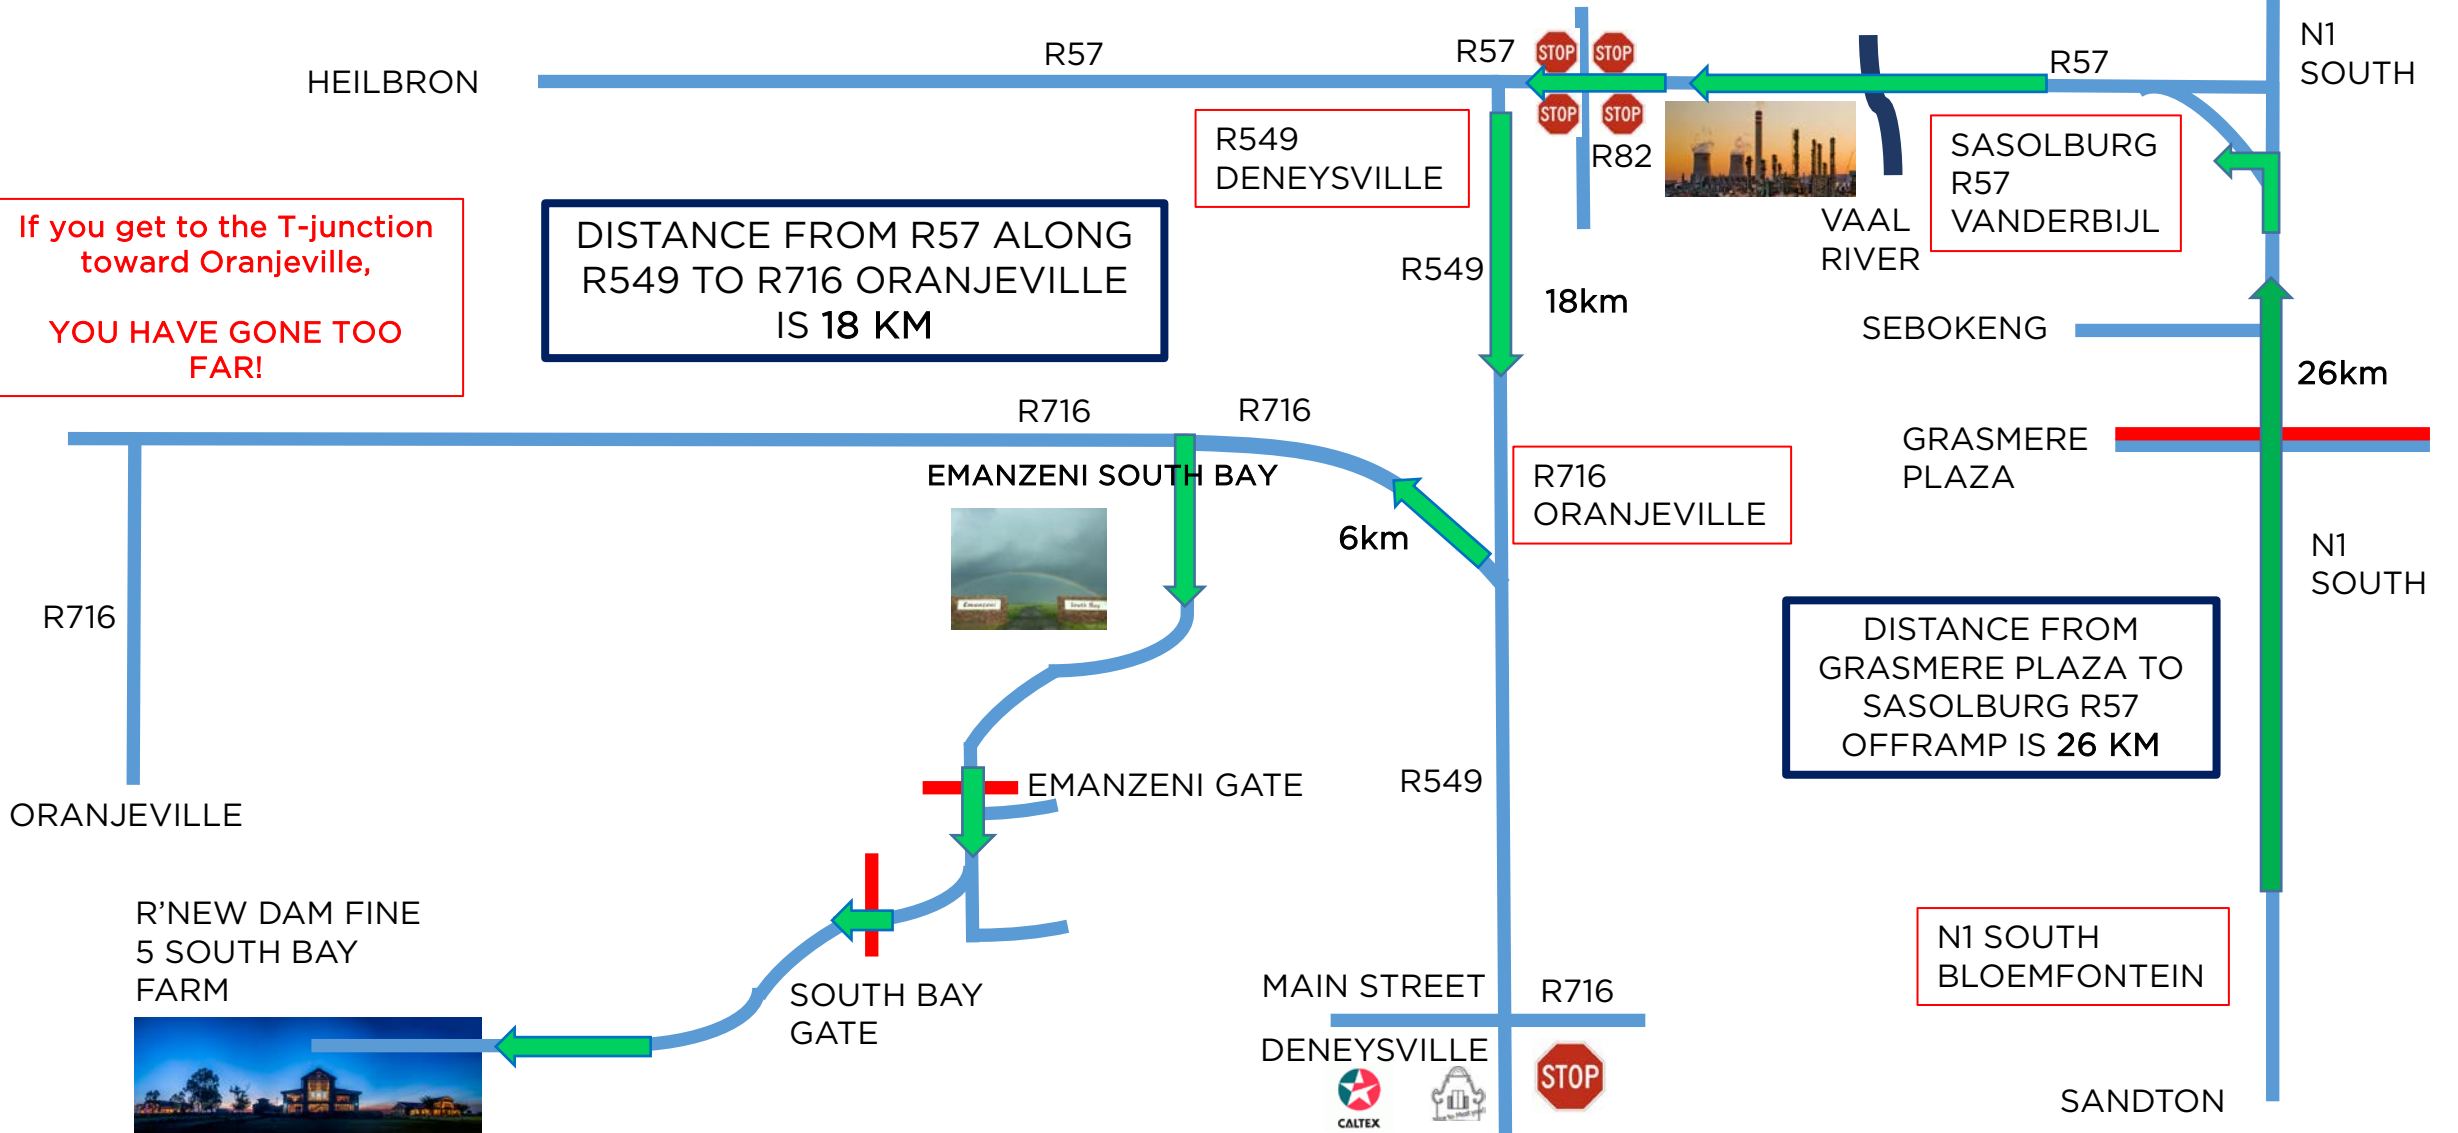 N1
SOUTH
R57
R57
R57
HEILBRON
STOP
STOP
STOP
STOP
R549
DENEYSVILLE
R82
SASOLBURG
R57
VANDERBIJL
VAAL
RIVER
If you get to the T-junction
toward Oranjeville,
YOU HAVE GONE TOO
FAR!
DISTANCE FROM R57 ALONG
R549 TO R716 ORANJEVILLE
IS 18 KM
R549
18km
SEBOKENG
26km
R716
R716
GRASMERE
PLAZA
EMANZENI SOUTH BAY
R716
ORANJEVILLE
6km
N1
SOUTH
Emanzeni
South Bay
R716
DISTANCE FROM
GRASMERE PLAZA TO
SASOLBURG R57
OFFRAMP IS 26 KM
EMANZENI GATE
R549
ORANJEVILLE
R'NEW DAM FINE
5 SOUTH BAY
FARM
N1 SOUTH
BLOEMFONTEIN
SOUTH BAY
GATE
MAIN STREET
R716
DENEYSVILLE
STOP
CALTEX
SANDTON